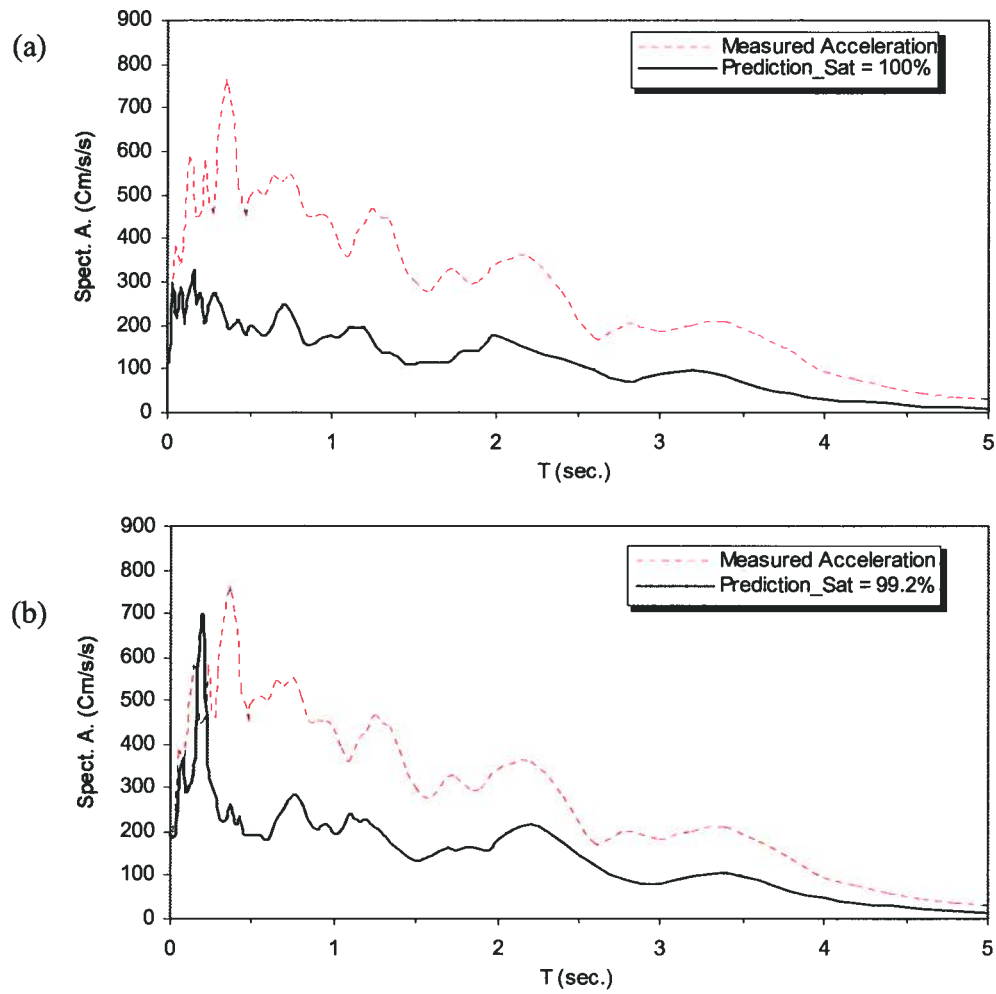 (a)
900
800
700
600
500
400
300
200
100
0
Spect. A. (Cm/s/s)
Measured Acceleration
Prediction_Sat = 100%
0 1 2 3 4 5
T (sec.)
(b)
900
800
700
600
500
400
300
200
100
0
Spect. A. (Cm/s/s)
Measured Acceleration
Prediction_Sat = 99.2%
0 1 2 3 4 5
T (sec.)